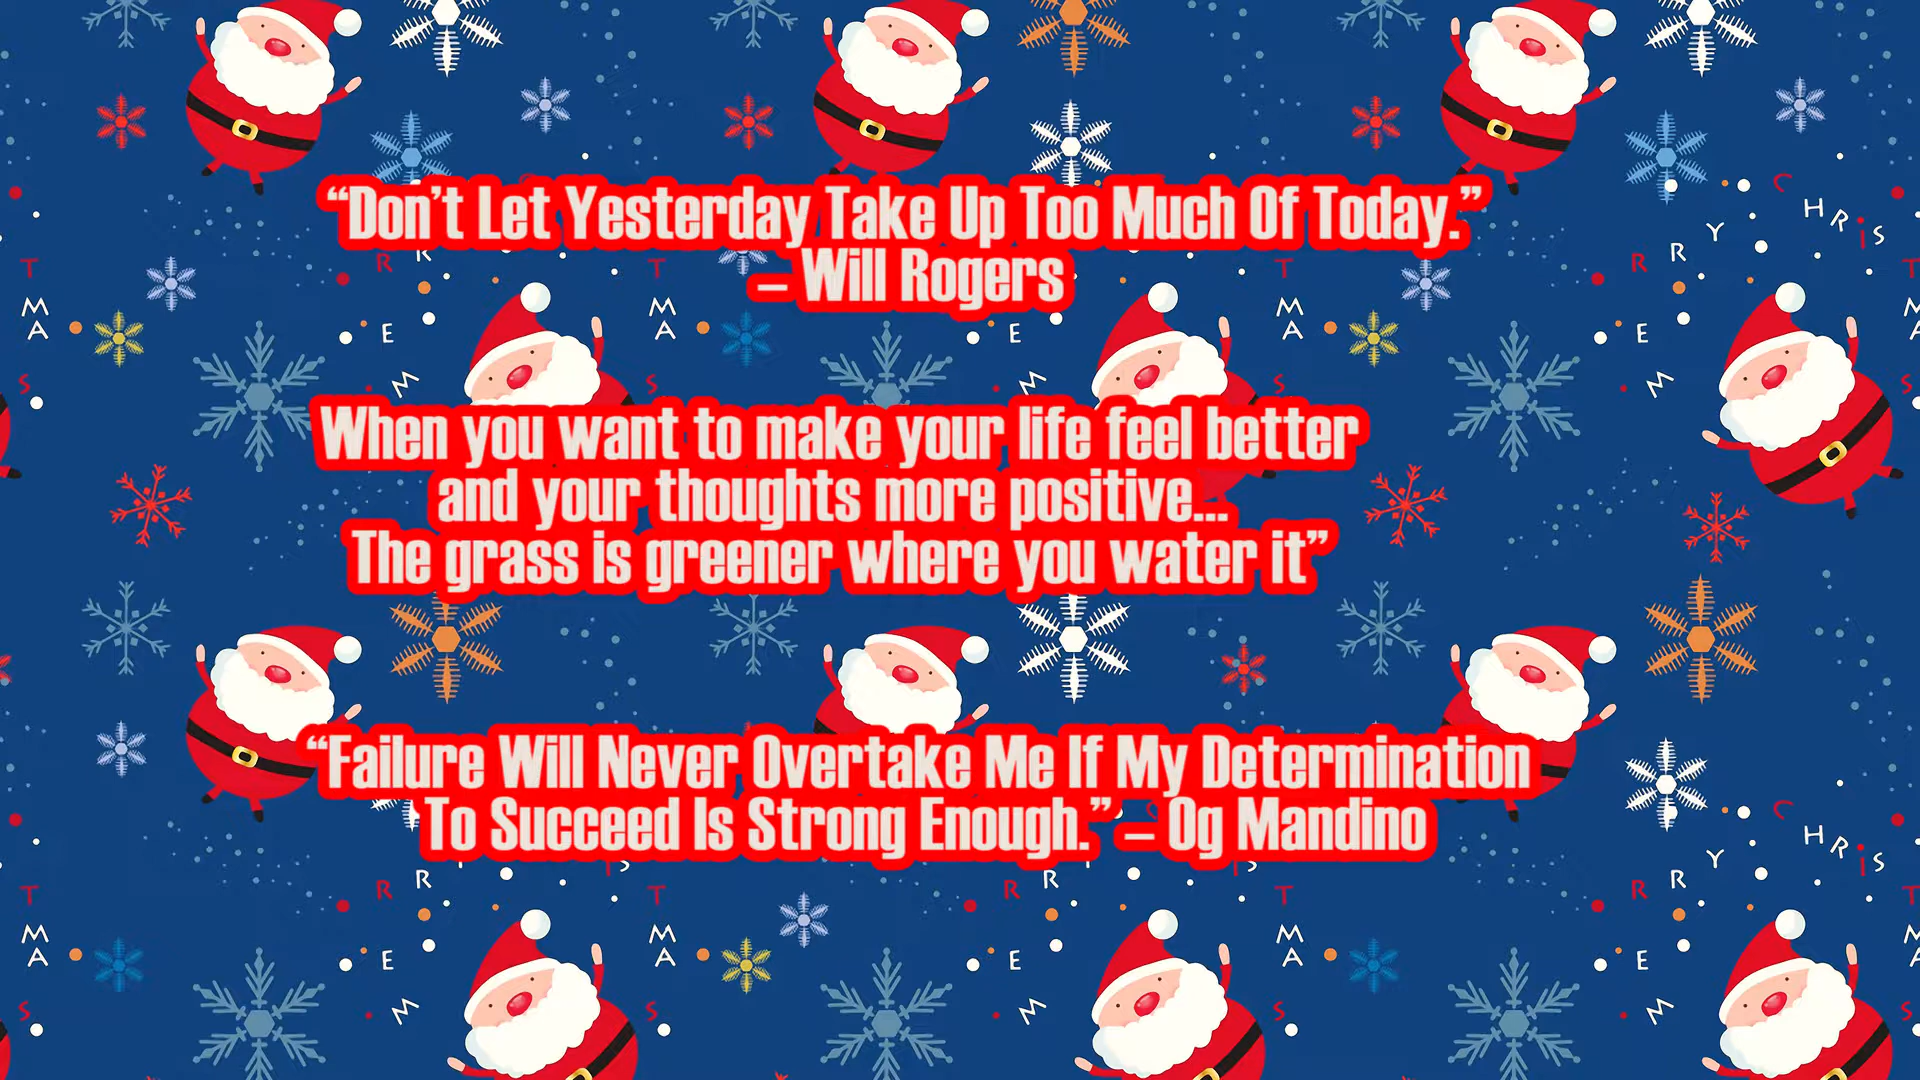 “Don’t Let Yesterday Take Up Too Much Of Today.”
– Will Rogers
When you want to make your life feel better
and your thoughts more positive...
The grass is greener where you water it”
“Failure Will Never Overtake Me If My Determination
To Succeed Is Strong Enough.” – Og Mandino
MERRY CHRISTMAS